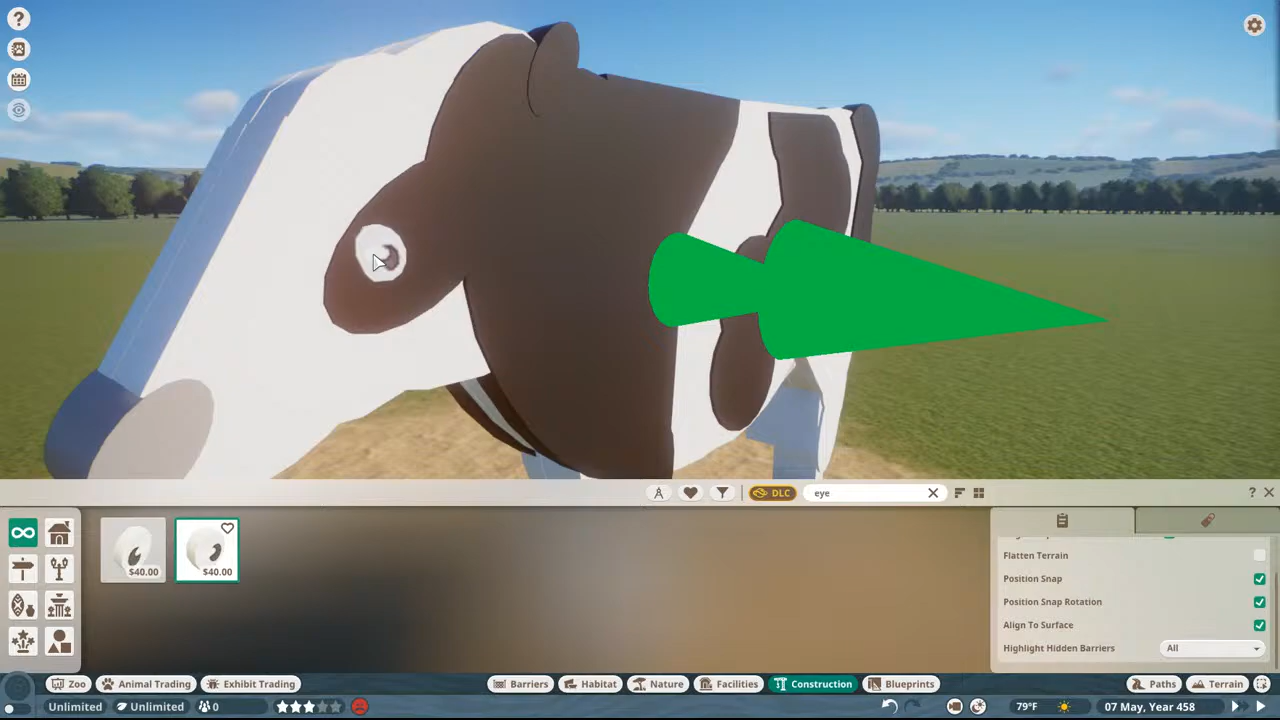 DLC
eye
$40.00
$40.00
Flatten Terrain
Position Snap
Position Snap Rotation
Align To Surface
Highlight Hidden Barriers
All
Zoo
Animal Trading
Exhibit Trading
Barriers
Habitat
Nature
Facilities
Construction
Blueprints
Paths
Terrain
Unlimited
Unlimited
0
79°F
07 May, Year 458